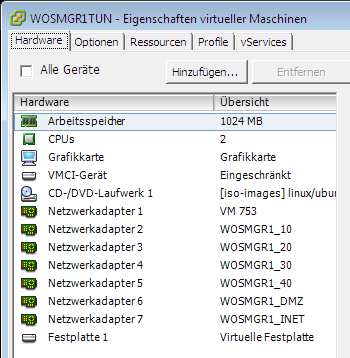 WOSMGR1TUN - Eigenschaften virtueller Maschinen
Hardware Optionen Ressourcen Profile vServices
Alle Geräte Hinzufügen... Entfernen
Hardware Übersicht
Arbeitsspeicher 1024 MB
CPUs 2
Grafikkarte Grafikkarte
VMCI-Gerät Eingeschränkt
CD-/DVD-Laufwerk 1 [iso-images] linux/ubu
Netzwerkadapter 1 VM 753
Netzwerkadapter 2 WOSMGR1_10
Netzwerkadapter 3 WOSMGR1_20
Netzwerkadapter 4 WOSMGR1_30
Netzwerkadapter 5 WOSMGR1_40
Netzwerkadapter 6 WOSMGR1_DMZ
Netzwerkadapter 7 WOSMGR1_INET
Festplatte 1 Virtuelle Festplatte